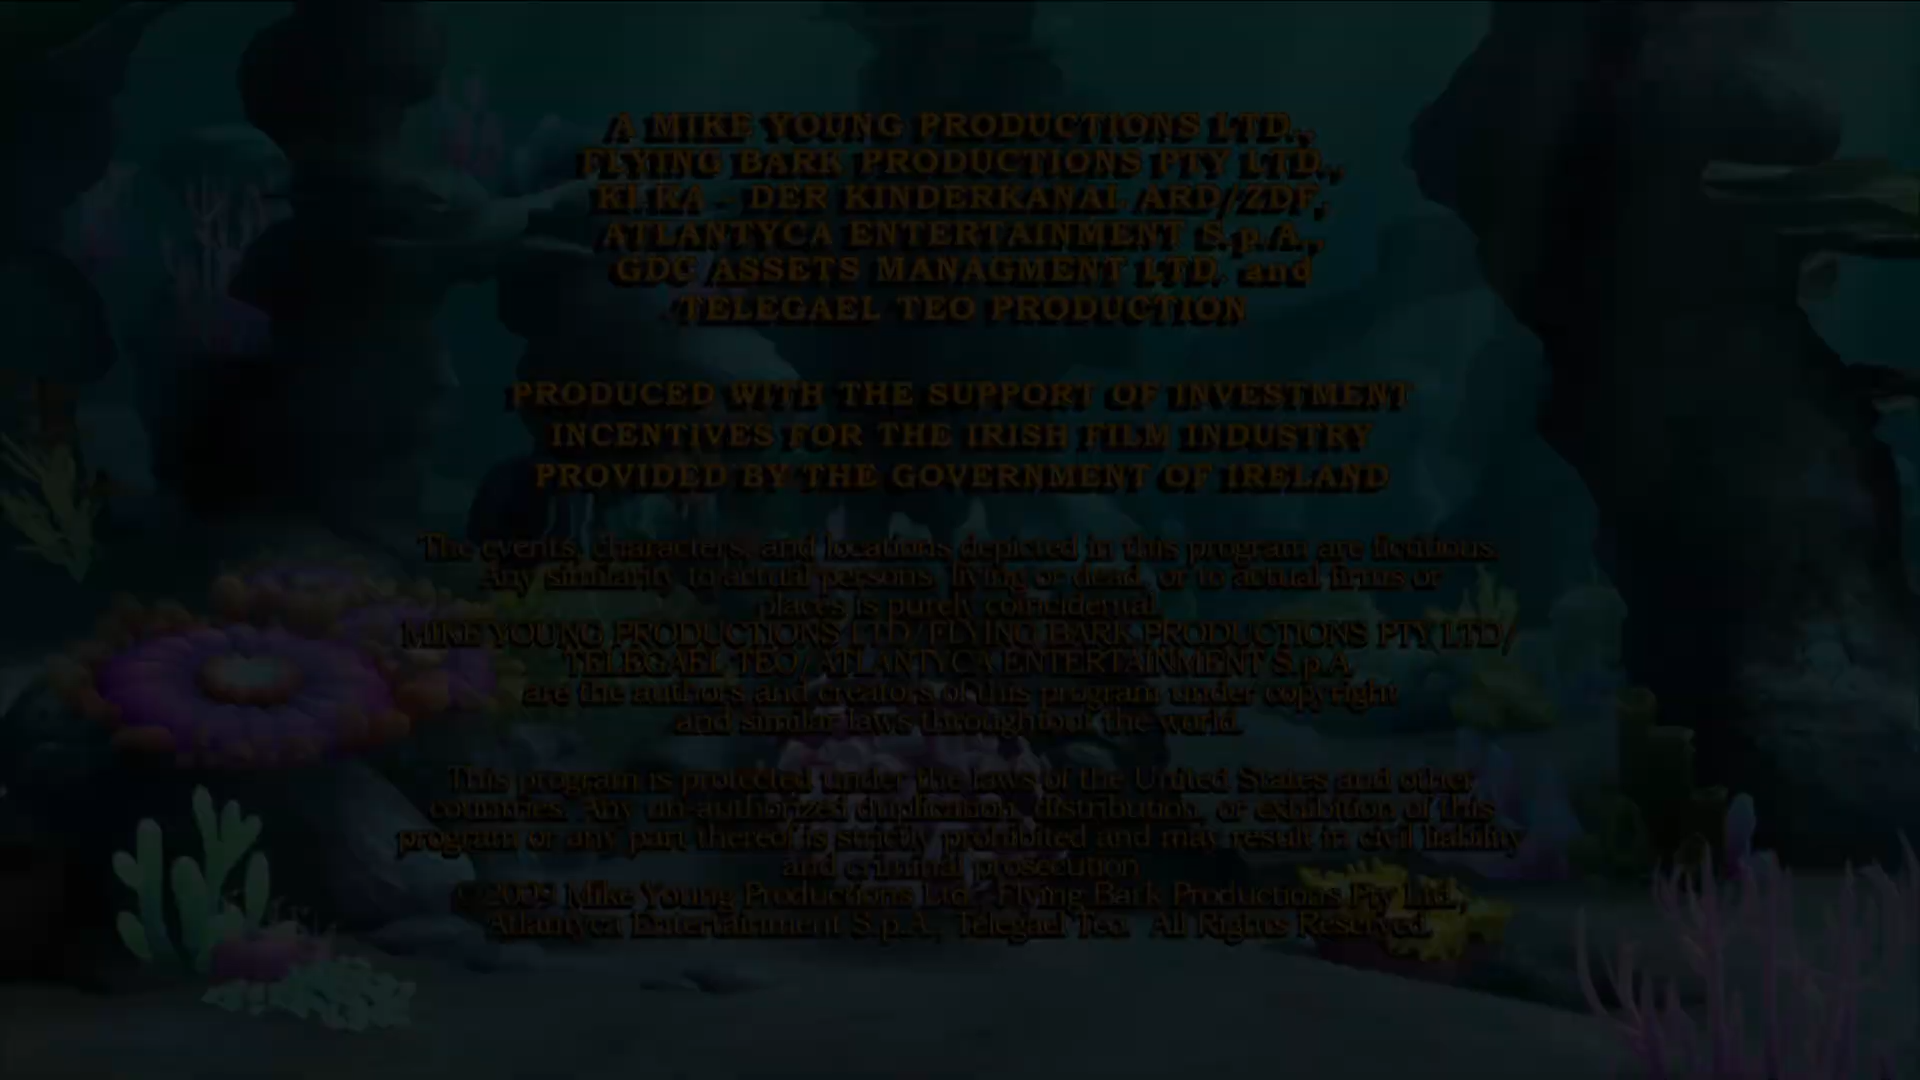 A MIKE YOUNG PRODUCTIONS LTD.,
FLYING BARK PRODUCTIONS PTY LTD.,
KI.KA - DER KINDERKANAL ARD/ZDF,
ATLANTYCA ENTERTAINMENT S.p.A.,
GDC ASSETS MANAGMENT LTD. and
TELEGAEL TEO PRODUCTION
PRODUCED WITH THE SUPPORT OF INVESTMENT
INCENTIVES FOR THE IRISH FILM INDUSTRY
PROVIDED BY THE GOVERNMENT OF IRELAND
The events, characters, and locations depicted in this program are fictitious.
Any similarity to actual persons, living or dead, or to actual firms or
places is purely coincidental.
MIKE YOUNG PRODUCTIONS LTD/FLYING BARK PRODUCTIONS PTY LTD/
TELEGAEL TEO/ATLANTYCA ENTERTAINMENT S.p.A.
are the authors and creators of this program under copyright
and similar laws throughout the world.
This program is protected under the laws of the United States and other
countries. Any un-authorized duplication, distribution, or exhibition of this
program or any part thereof is strictly prohibited and may result in civil liability
and criminal prosecution.
©2009 Mike Young Productions Ltd., Flying Bark Productions Pty Ltd.,
Atlantyca Entertainment S.p.A., Telegael Teo. All Rights Reserved.